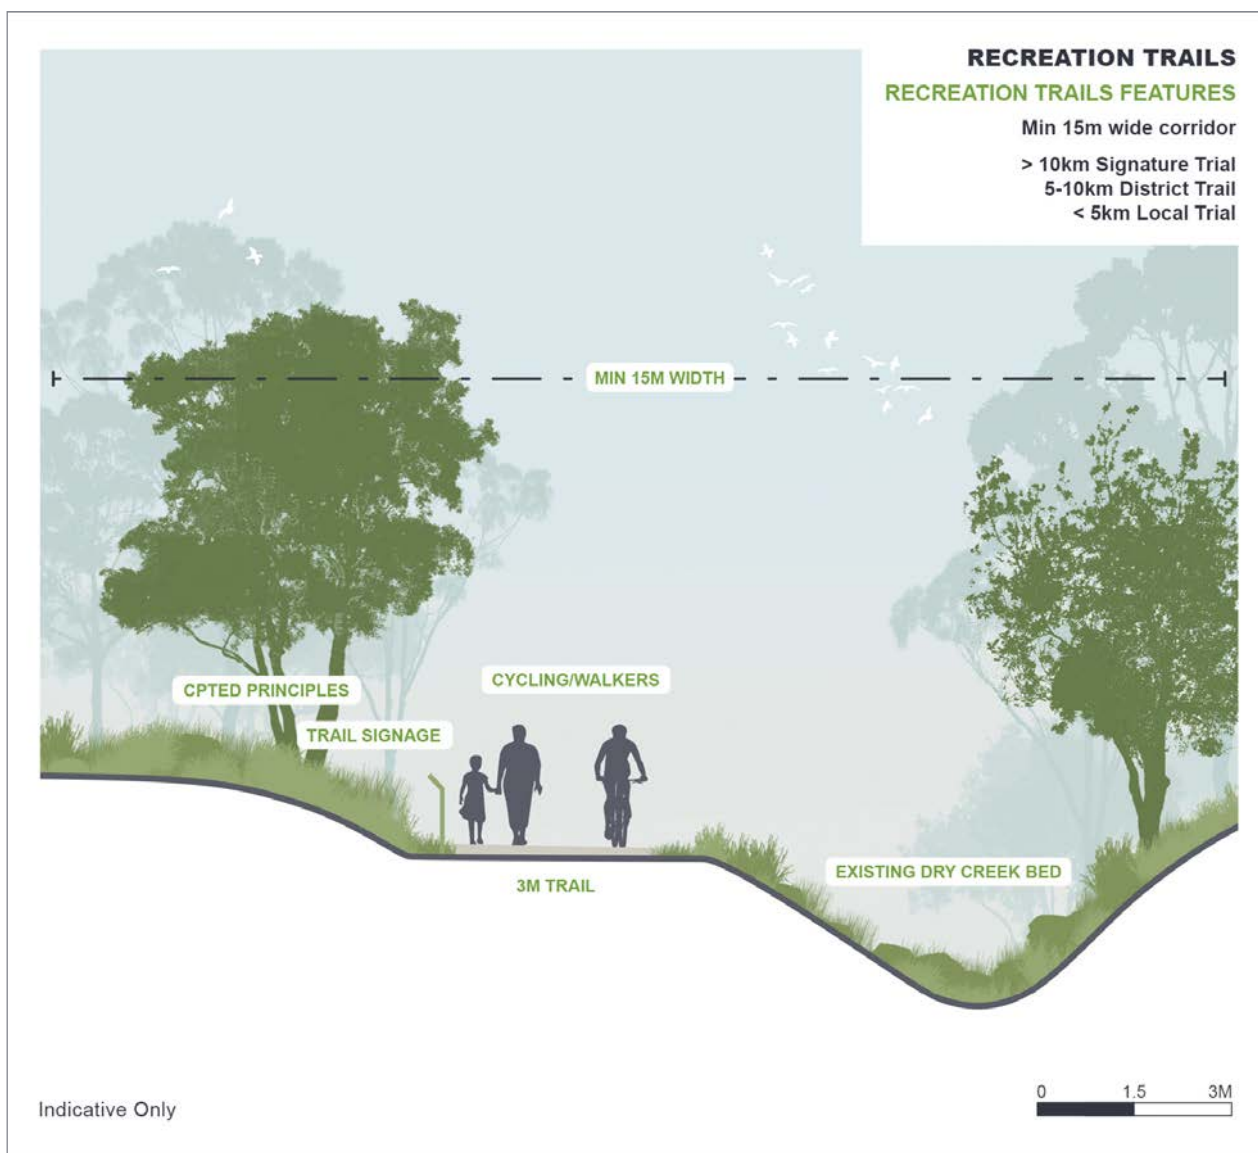 RECREATION TRAILS
RECREATION TRAILS FEATURES
Min 15m wide corridor
> 10km Signature Trial
5-10km District Trail
< 5km Local Trial
MIN 15M WIDTH
CPTED PRINCIPLES
CYCLING/WALKERS
TRAIL SIGNAGE
EXISTING DRY CREEK BED
3M TRAIL
Indicative Only
0 1.5 3M